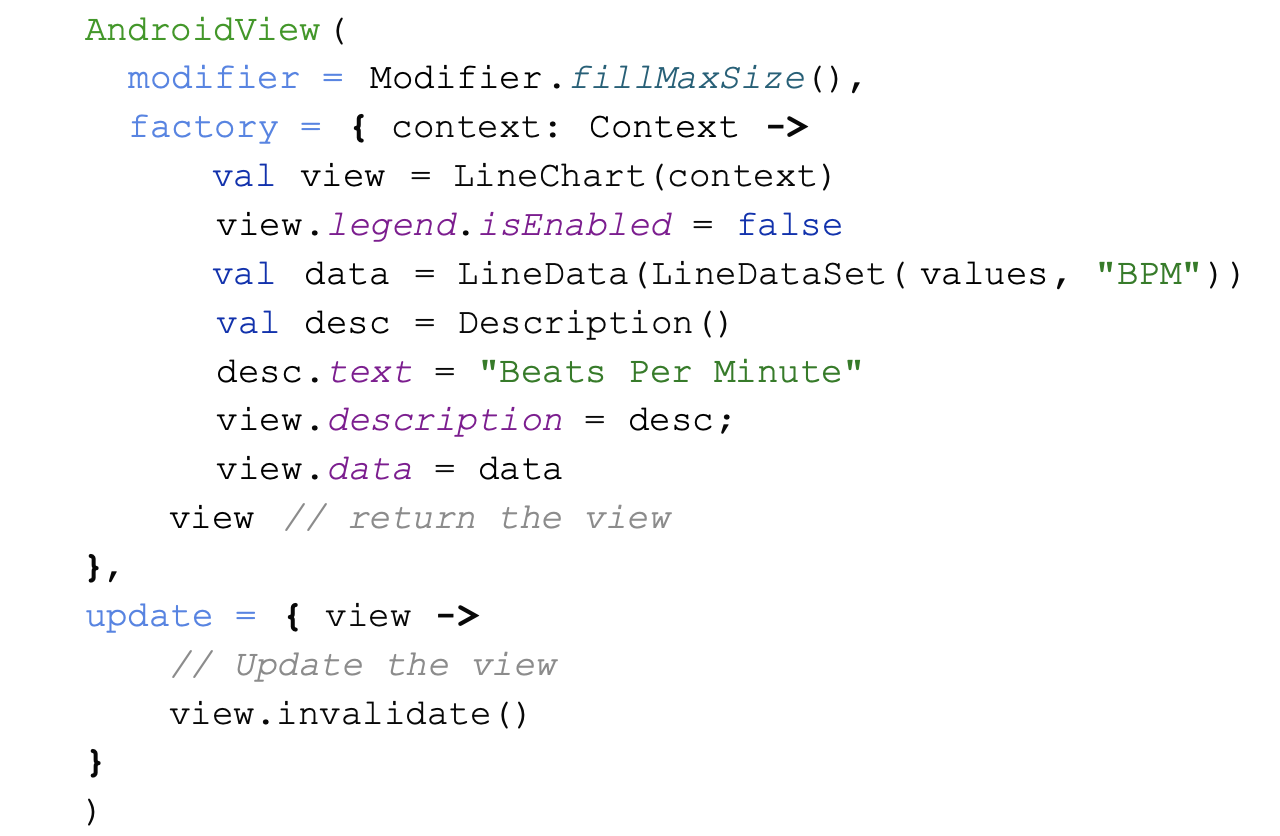 AndroidView(
modifier = Modifier.fillMaxSize(),
factory = { context: Context ->
val view = LineChart(context)
view.legend.isEnabled = false
val data = LineData(LineDataSet( values, "BPM"))
val desc = Description()
desc.text = "Beats Per Minute"
view.description = desc;
view.data = data
view // return the view
},
update = { view ->
// Update the view
view.invalidate()
}
)